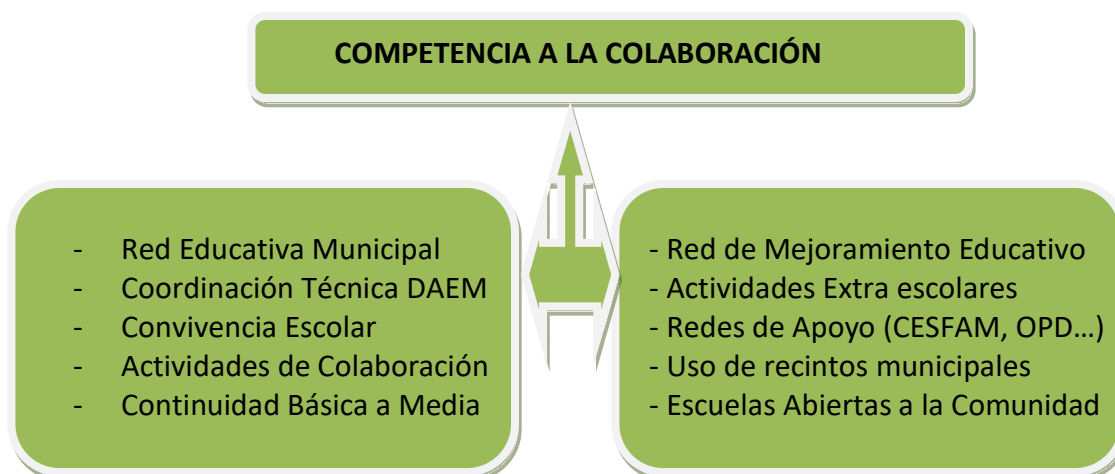 COMPETENCIA A LA COLABORACIÓN
- Red Educativa Municipal
- Coordinación Técnica DAEM
- Convivencia Escolar
- Actividades de Colaboración
- Continuidad Básica a Media
- Red de Mejoramiento Educativo
- Actividades Extra escolares
- Redes de Apoyo (CESFAM, OPD…)
- Uso de recintos municipales
- Escuelas Abiertas a la Comunidad